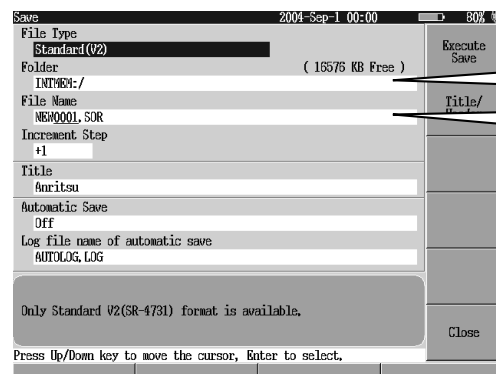 Save 2004-Sep-1 00:00 80%
File Type
Standard(V2)
Folder ( 16576 KB Free )
INTMEM:/
File Name
NEW0001.SOR
Increment Step
+1
Title
Anritsu
Automatic Save
Off
Log file name of automatic save
AUTOLOG.LOG
Only Standard V2(SR-4731) format is available.
Press Up/Down key to move the cursor, Enter to select.
Execute
Save
Title/
Close